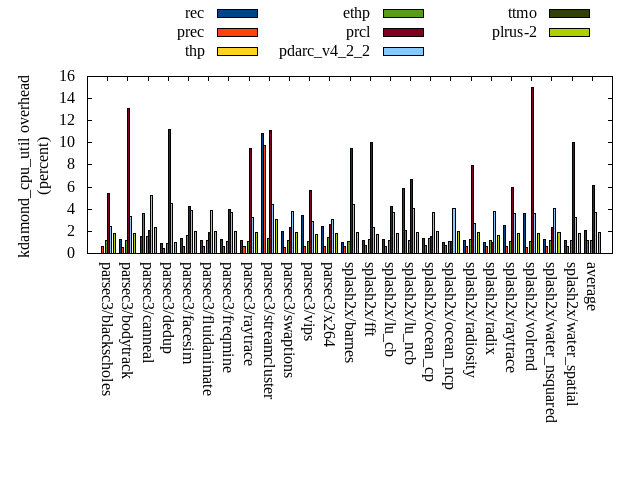 rec
prec
thp
ethp
prcl
pdarc_v4_2_2
ttmo
plrus-2
kdamond_cpu_util overhead
(percent)
16
14
12
10
8
6
4
2
0
parsec3/blackscholes
parsec3/bodytrack
parsec3/canneal
parsec3/dedup
parsec3/facesim
parsec3/fluidanimate
parsec3/freqmine
parsec3/raytrace
parsec3/streamcluster
parsec3/swaptions
parsec3/vips
parsec3/x264
splash2x/barnes
splash2x/fft
splash2x/lu_cb
splash2x/lu_ncb
splash2x/ocean_cp
splash2x/ocean_ncp
splash2x/radiosity
splash2x/radix
splash2x/raytrace
splash2x/volrend
splash2x/water_nsquared
splash2x/water_spatial
average